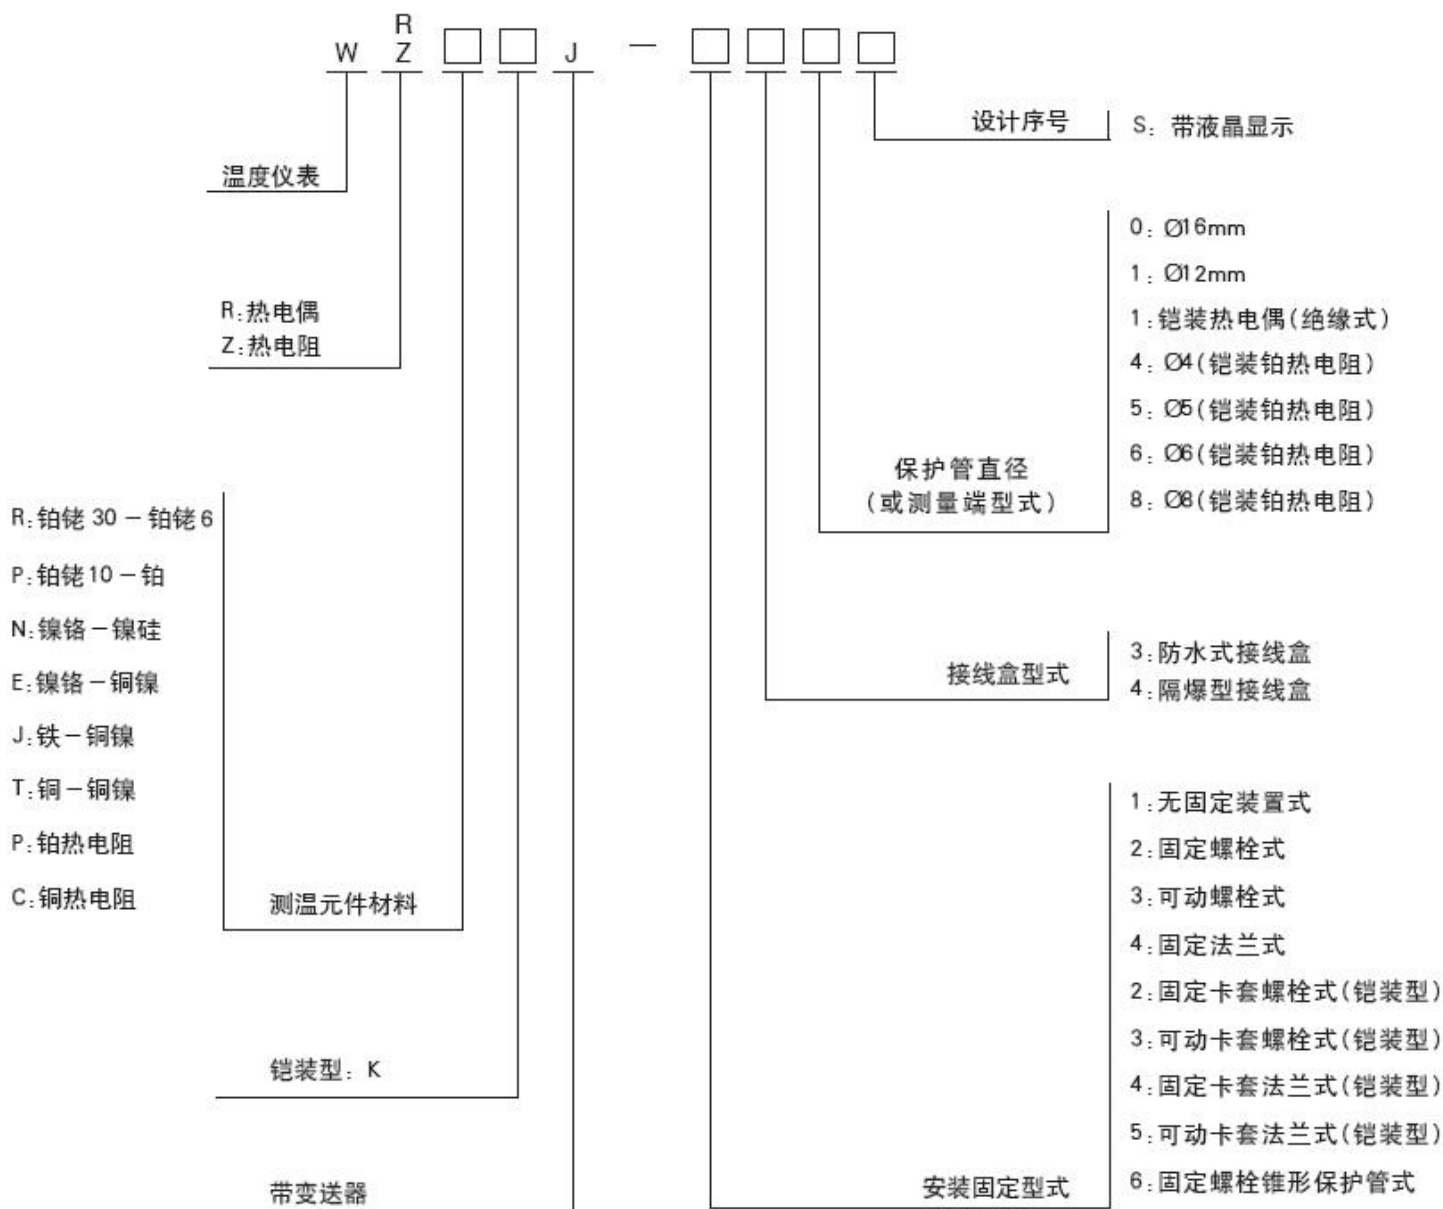 R
W Z □ □ J － □ □ □ □
设计序号
S: 带液晶显示
温度仪表
R:热电偶
Z:热电阻
0: Ø16mm
1: Ø12mm
1:铠装热电偶(绝缘式)
4: Ø4(铠装铂热电阻)
5: Ø5(铠装铂热电阻)
6: Ø6(铠装铂热电阻)
8: Ø8(铠装铂热电阻)
保护管直径
(或测量端型式)
R:铂铑30－铂铑6
P:铂铑10－铂
N:镍铬－镍硅
E:镍铬－铜镍
J:铁－铜镍
T:铜－铜镍
P:铂热电阻
C:铜热电阻
测温元件材料
接线盒型式
3:防水式接线盒
4:隔爆型接线盒
铠装型: K
带变送器
1:无固定装置式
2:固定螺栓式
3:可动螺栓式
4:固定法兰式
2:固定卡套螺栓式(铠装型)
3:可动卡套螺栓式(铠装型)
4:固定卡套法兰式(铠装型)
5:可动卡套法兰式(铠装型)
6:固定螺栓锥形保护管式
安装固定型式